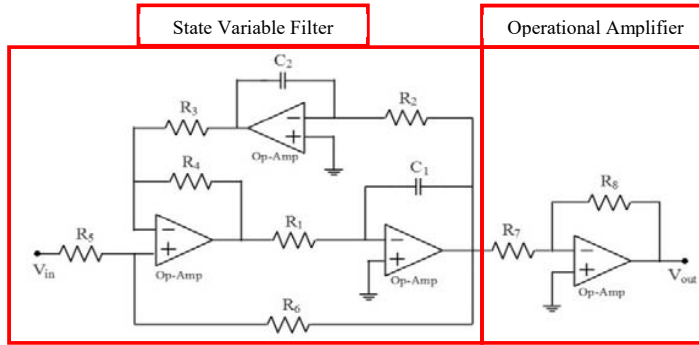 State Variable Filter
Operational Amplifier
C2
R3
R2
Op-Amp
R4
C1
R8
R5
R1
R7
Vin
Op-Amp
Op-Amp
Op-Amp
Vout
R6